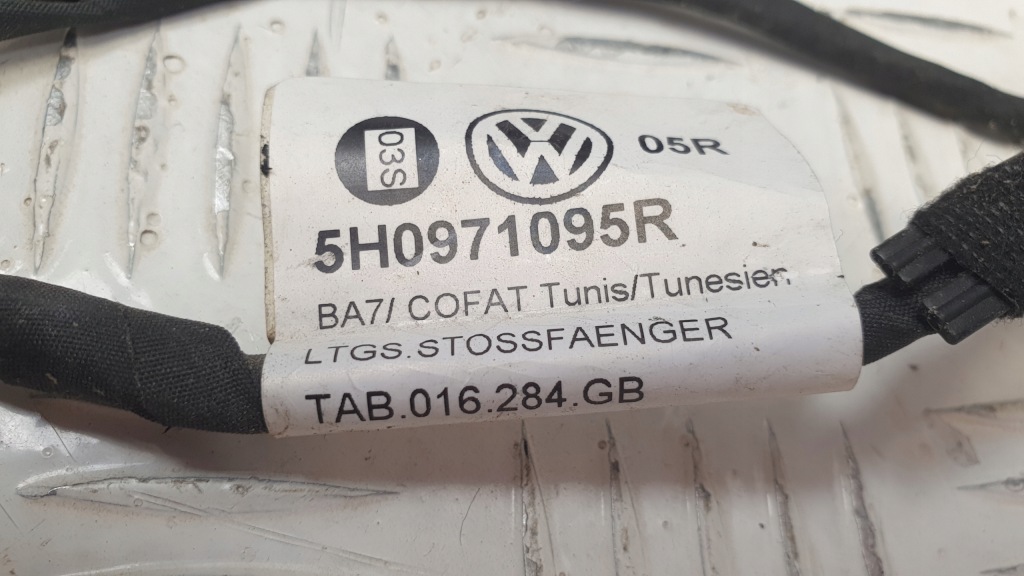 03S
05R
5H0971095R
BA7/ COFAT Tunis/Tunesien
LTGS.STOSSFAENGER
TAB.016.284.GB